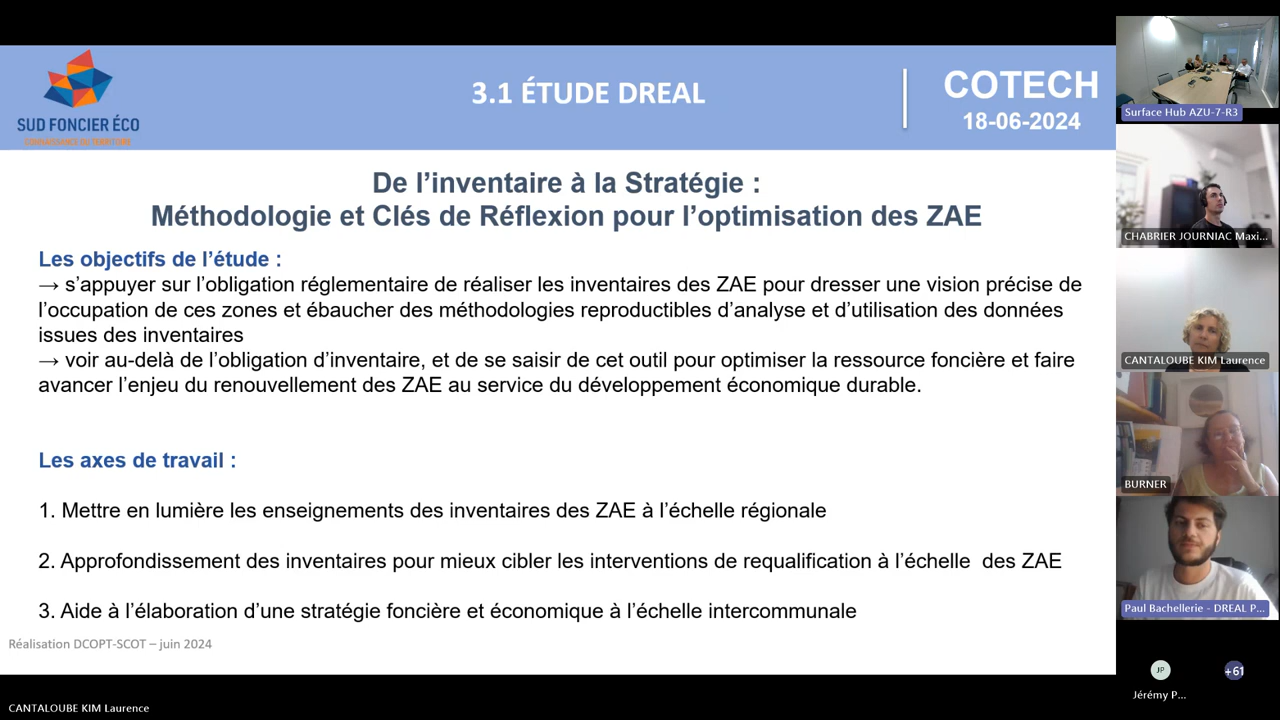 SUD FONCIER ÉCO
CONNAISSANCE DU TERRITOIRE
3.1 ÉTUDE DREAL
COTECH
18-06-2024
De l’inventaire à la Stratégie :
Méthodologie et Clés de Réflexion pour l’optimisation des ZAE
Les objectifs de l’étude :
→ s’appuyer sur l’obligation réglementaire de réaliser les inventaires des ZAE pour dresser une vision précise de
l’occupation de ces zones et ébaucher des méthodologies reproductibles d’analyse et d’utilisation des données
issues des inventaires
→ voir au-delà de l’obligation d’inventaire, et de se saisir de cet outil pour optimiser la ressource foncière et faire
avancer l’enjeu du renouvellement des ZAE au service du développement économique durable.
Les axes de travail :
1. Mettre en lumière les enseignements des inventaires des ZAE à l’échelle régionale
2. Approfondissement des inventaires pour mieux cibler les interventions de requalification à l’échelle  des ZAE
3. Aide à l’élaboration d’une stratégie foncière et économique à l’échelle intercommunale
Réalisation DCOPT-SCOT – juin 2024
CANTALOUBE KIM Laurence
Surface Hub AZU-7-R3
CHABRIER JOURNIAC Maxi...
CANTALOUBE KIM Laurence
BURNER
Paul Bachellerie - DREAL P...
JP
+61
Jérémy P...